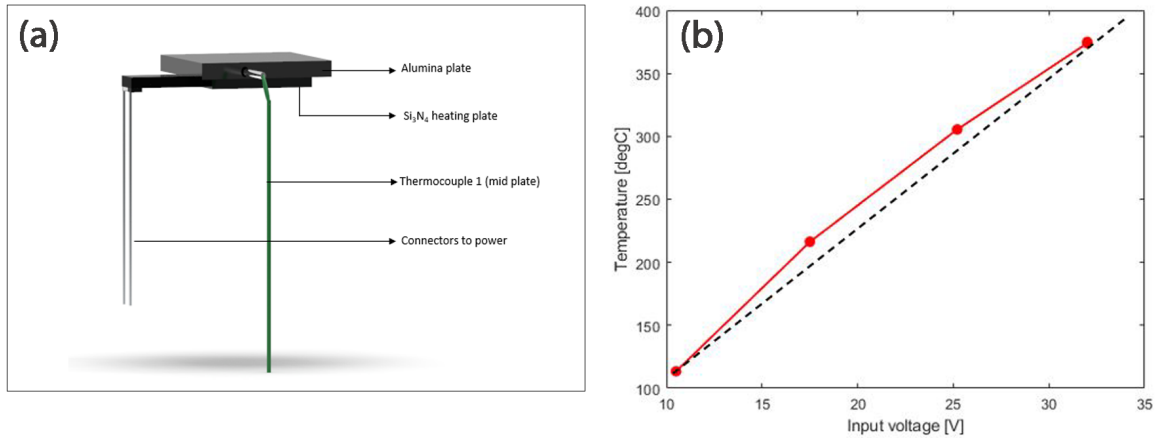 (a)
Alumina plate
Si₃N₄ heating plate
Thermocouple 1 (mid plate)
Connectors to power
(b)
400
350
300
250
200
150
100
Temperature [degC]
10 15 20 25 30 35
Input voltage [V]